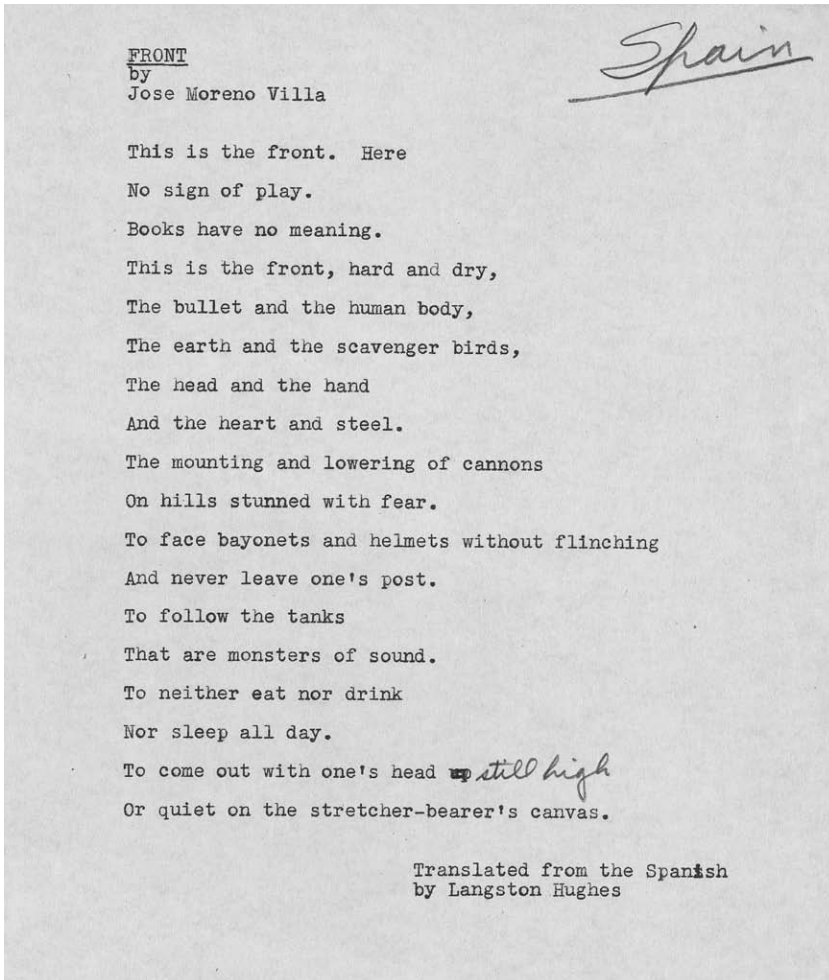 Spain
FRONT
by
Jose Moreno Villa
This is the front.  Here
No sign of play.
Books have no meaning.
This is the front, hard and dry,
The bullet and the human body,
The earth and the scavenger birds,
The head and the hand
And the heart and steel.
The mounting and lowering of cannons
On hills stunned with fear.
To face bayonets and helmets without flinching
And never leave one's post.
To follow the tanks
That are monsters of sound.
To neither eat nor drink
Nor sleep all day.
To come out with one's head up still high
Or quiet on the stretcher-bearer's canvas.
Translated from the Spanish
by Langston Hughes